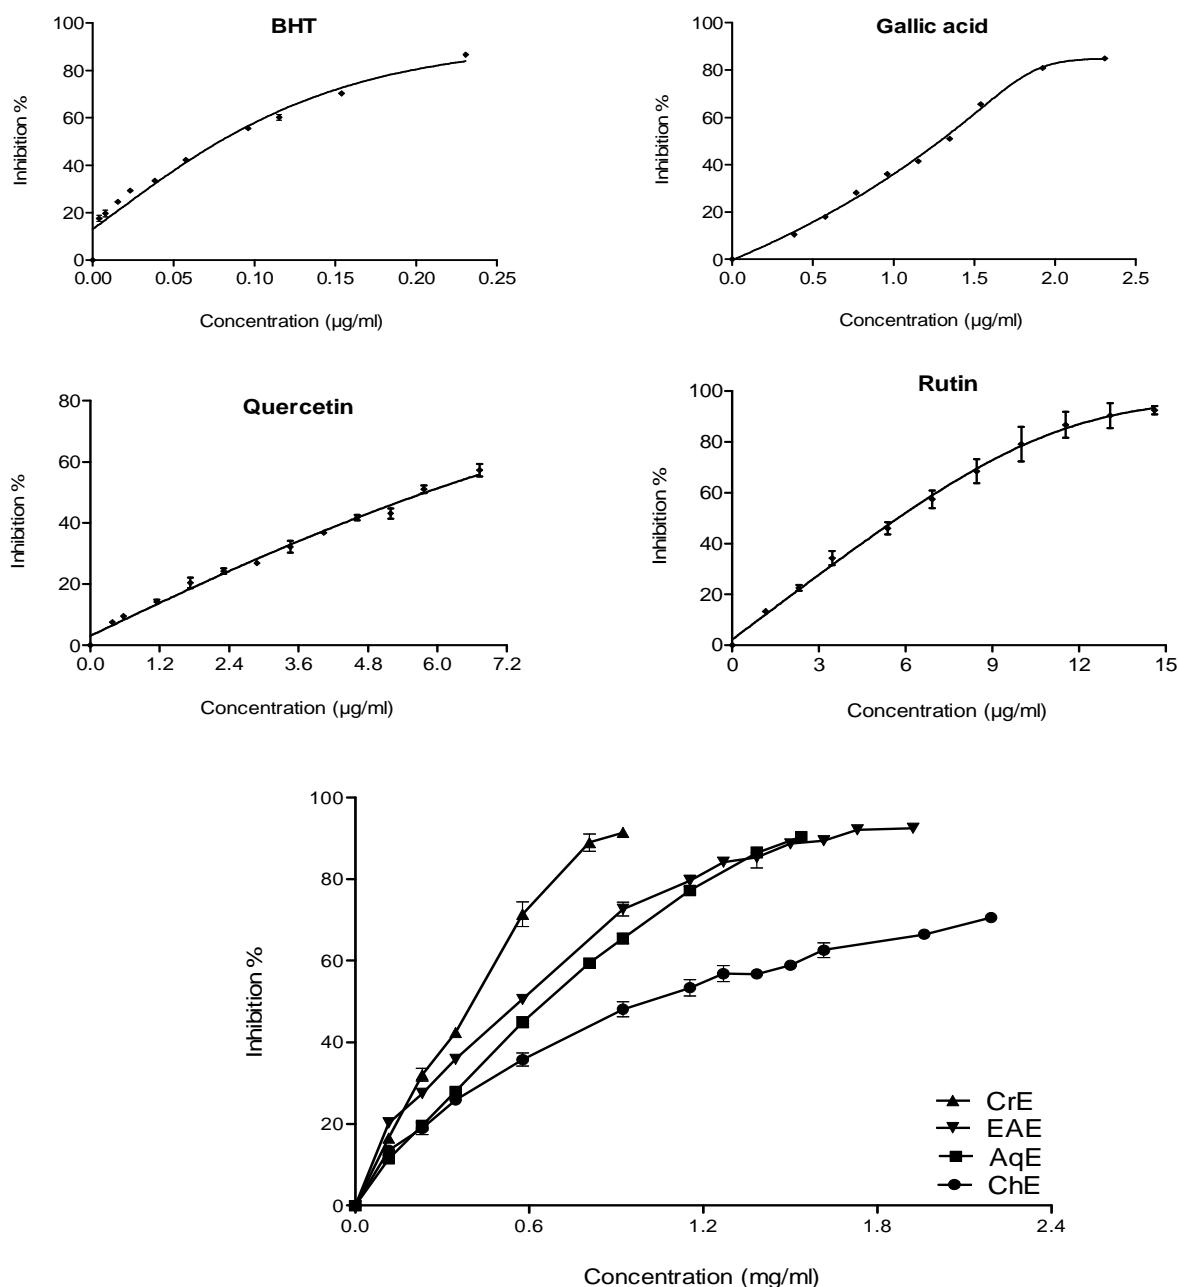 BHT
100
80
60
40
20
0
Inhibition %
0.00 0.05 0.10 0.15 0.20 0.25
Concentration (µg/ml)
Gallic acid
100
80
60
40
20
0
Inhibition %
0.0 0.5 1.0 1.5 2.0 2.5
Concentration (µg/ml)
Quercetin
80
60
40
20
0
Inhibition %
0.0 1.2 2.4 3.6 4.8 6.0 7.2
Concentration (µg/ml)
Rutin
100
80
60
40
20
0
Inhibition %
0 3 6 9 12 15
Concentration (µg/ml)
100
80
60
40
20
0
Inhibition %
CrE
EAE
AqE
ChE
0.0 0.6 1.2 1.8 2.4
Concentration (mg/ml)